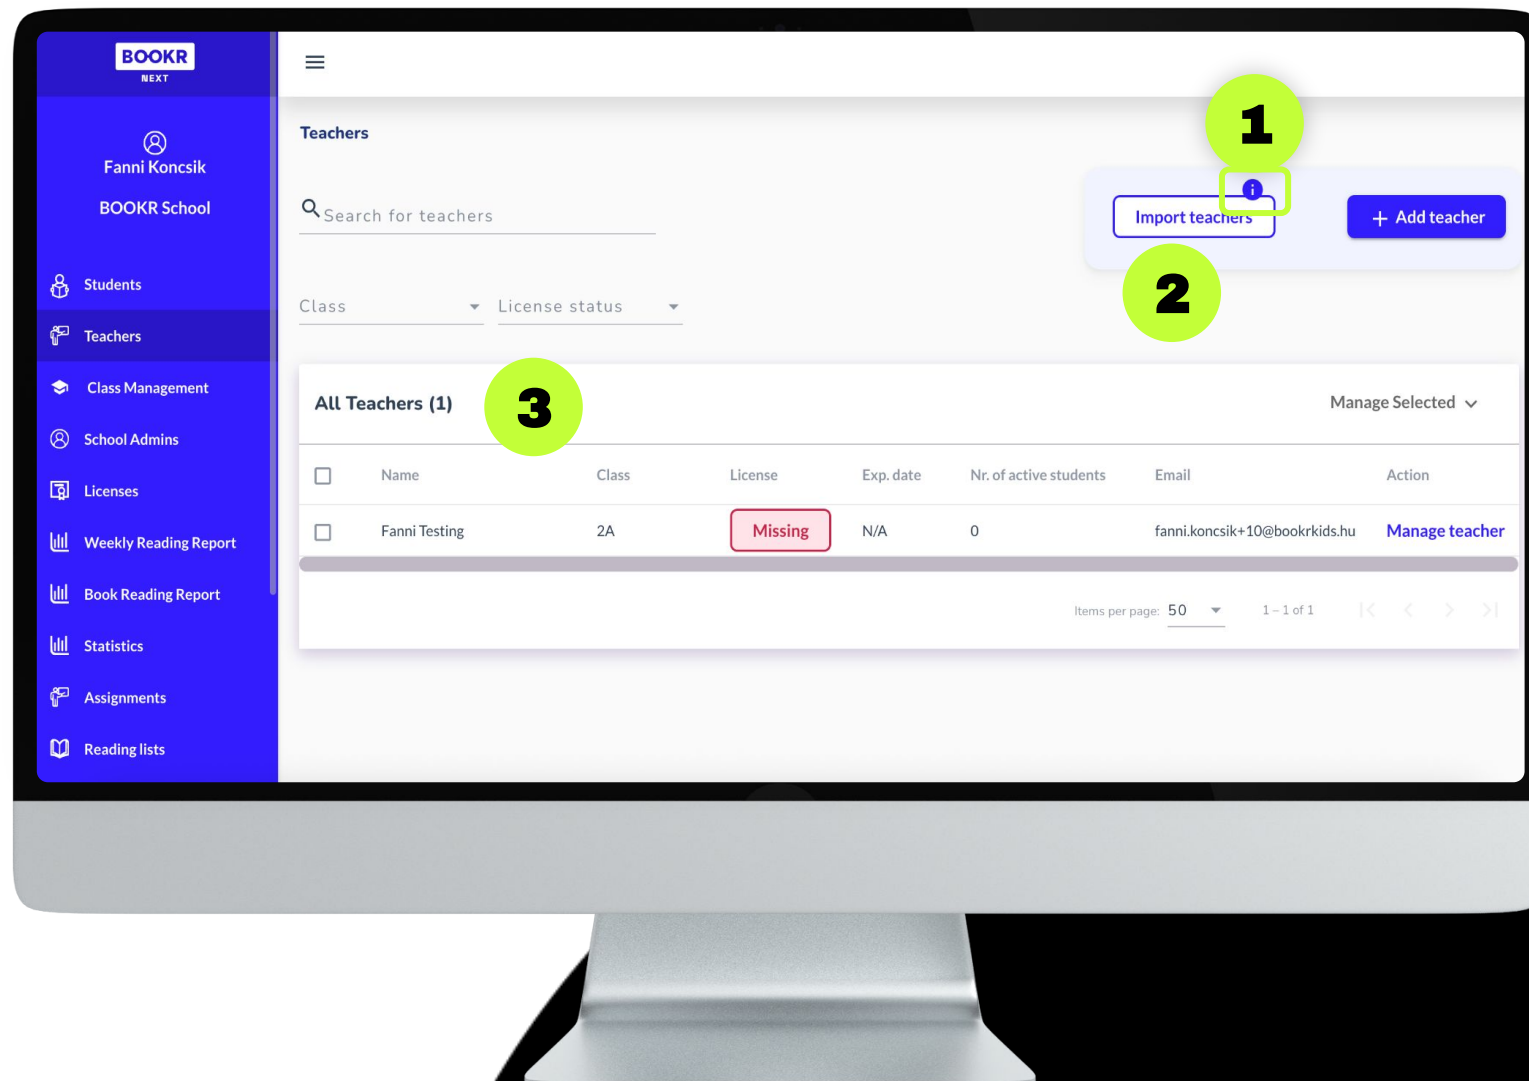 BOOKR
NEXT
Fanni Koncsik
BOOKR School
Students
Teachers
Class Management
School Admins
Licenses
Weekly Reading Report
Book Reading Report
Statistics
Assignments
Reading lists
Teachers
1
Search for teachers
i
Import teachers
+ Add teacher
2
Class
License status
All Teachers (1)
3
Manage Selected
Name Class License Exp. date Nr. of active students Email Action
Fanni Testing 2A Missing N/A 0 fanni.koncsik+10@bookrkids.hu Manage teacher
Items per page: 50 1 – 1 of 1